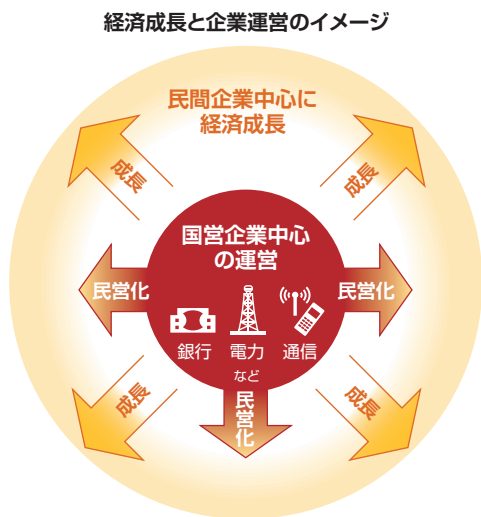 経済成長と企業運営のイメージ
民間企業中心に
経済成長
成長
成長
国営企業中心
の運営
民営化
民営化
銀行
電力
通信
など
民営化
成長
成長